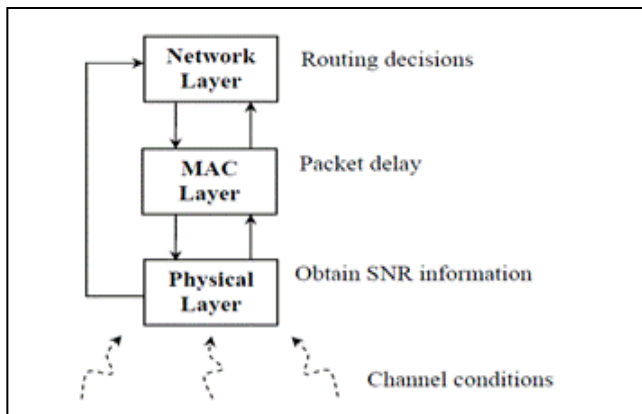 Network
Layer
Routing decisions
MAC
Layer
Packet delay
Physical
Layer
Obtain SNR information
Channel conditions